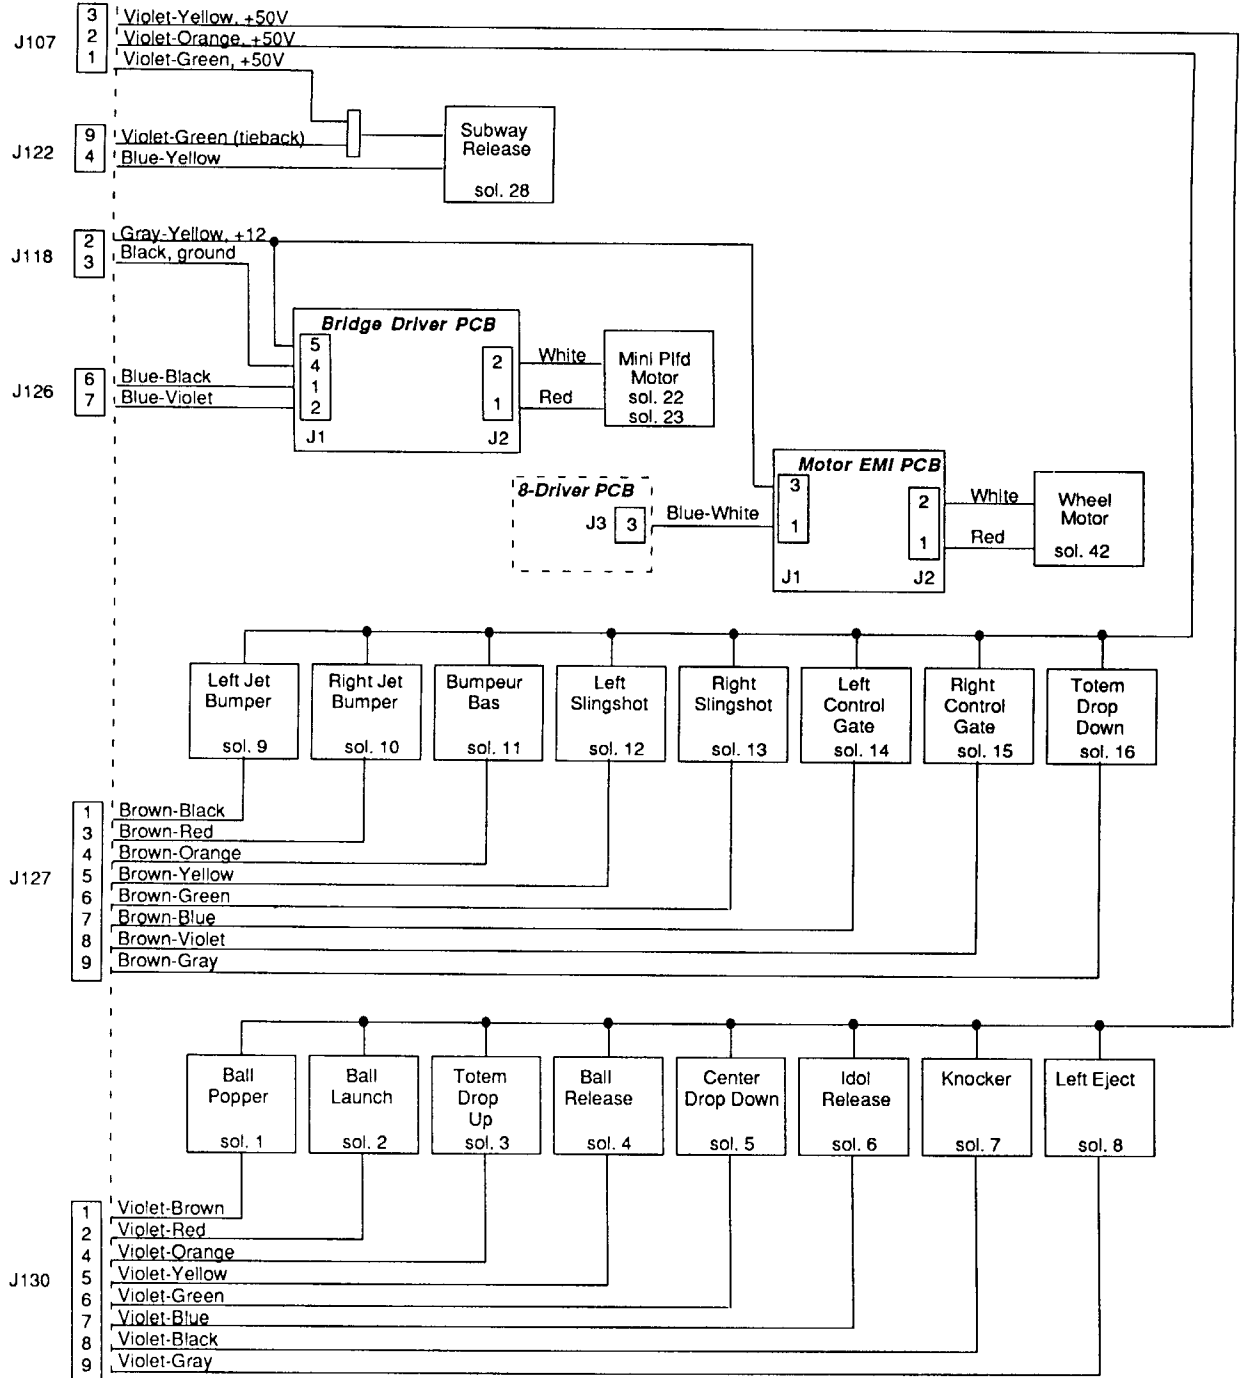 J107
3 Violet-Yellow, +50V
2 Violet-Orange, +50V
1 Violet-Green, +50V
J122
9 Violet-Green (tieback)
4 Blue-Yellow
Subway
Release
sol. 28
J118
2 Gray-Yellow, +12
3 Black, ground
Bridge Driver PCB
5
4
1
2
J1
2
1
J2
White
Red
Mini Plfd
Motor
sol. 22
sol. 23
J126
6 Blue-Black
7 Blue-Violet
8-Driver PCB
J3 3
Blue-White
Motor EMI PCB
3
1
J1
2
1
J2
White
Red
Wheel
Motor
sol. 42
Left Jet
Bumper
sol. 9
Right Jet
Bumper
sol. 10
Bumpeur
Bas
sol. 11
Left
Slingshot
sol. 12
Right
Slingshot
sol. 13
Left
Control
Gate
sol. 14
Right
Control
Gate
sol. 15
Totem
Drop
Down
sol. 16
J127
1 Brown-Black
3 Brown-Red
4 Brown-Orange
5 Brown-Yellow
6 Brown-Green
7 Brown-Blue
8 Brown-Violet
9 Brown-Gray
Ball
Popper
sol. 1
Ball
Launch
sol. 2
Totem
Drop
Up
sol. 3
Ball
Release
sol. 4
Center
Drop Down
sol. 5
Idol
Release
sol. 6
Knocker
sol. 7
Left Eject
sol. 8
J130
1 Violet-Brown
2 Violet-Red
4 Violet-Orange
5 Violet-Yellow
6 Violet-Green
7 Violet-Blue
8 Violet-Black
9 Violet-Gray